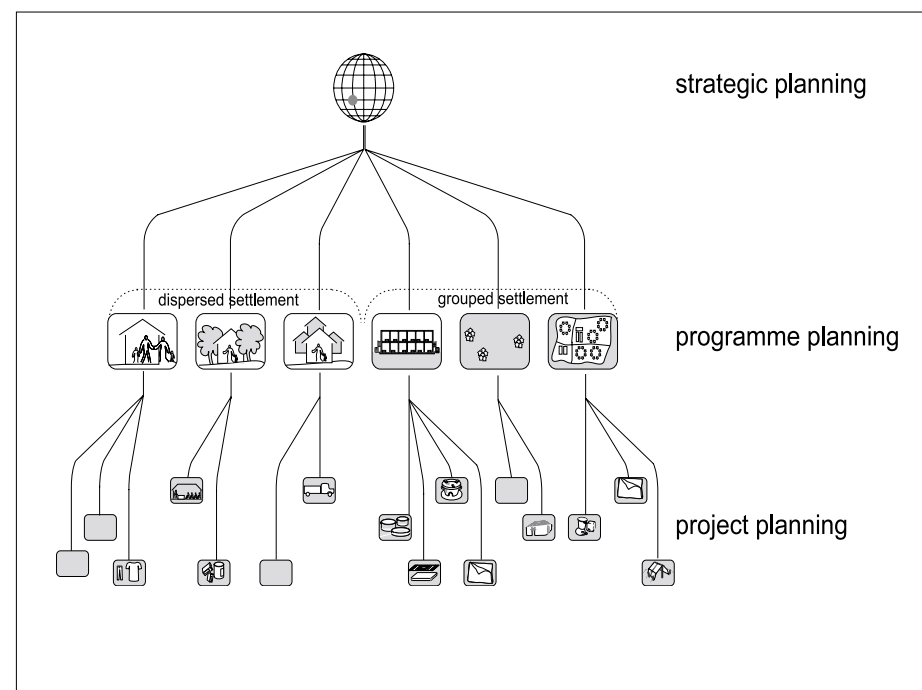 strategic planning
dispersed settlement
grouped settlement
programme planning
project planning